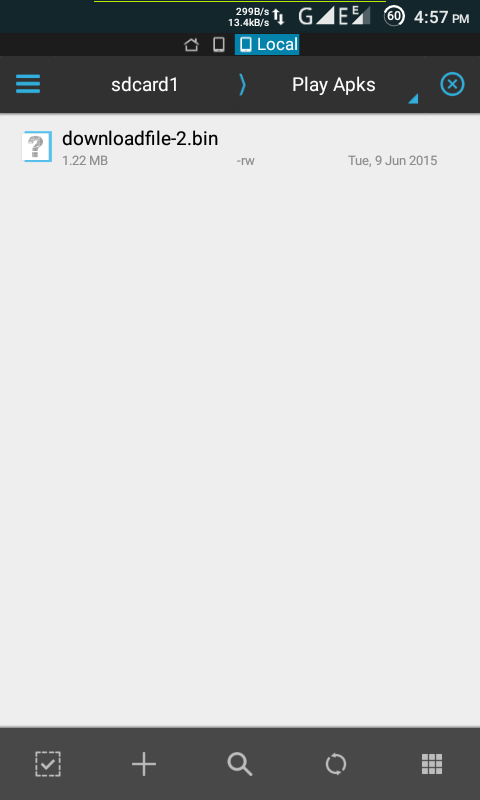 299B/s
13.4kB/s G E E 60 4:57 PM
Local
sdcard1 ⟩ Play Apks
? downloadfile-2.bin
1.22 MB -rw Tue, 9 Jun 2015